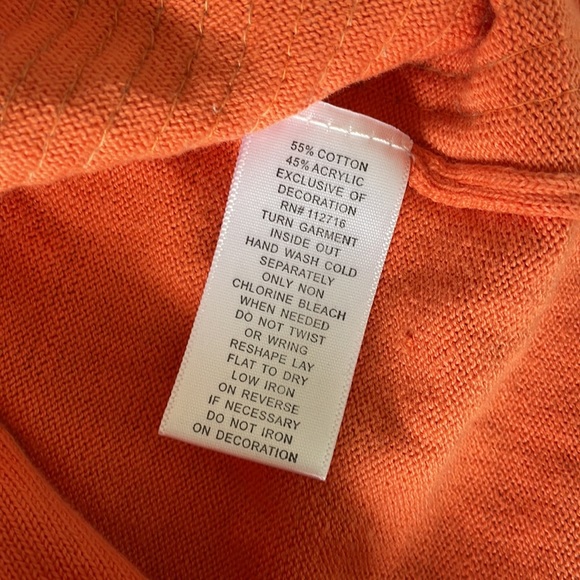 55% COTTON
45% ACRYLIC
EXCLUSIVE OF
DECORATION
RN# 112716
TURN GARMENT
INSIDE OUT
HAND WASH COLD
SEPARATELY
ONLY NON
CHLORINE BLEACH
WHEN NEEDED
DO NOT TWIST
OR WRING
RESHAPE LAY
FLAT TO DRY
LOW IRON
ON REVERSE
IF NECESSARY
DO NOT IRON
ON DECORATION